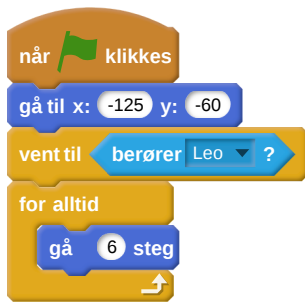 når klikkes
gå til x: -125 y: -60
vent til berører Leo ?
for alltid
gå 6 steg